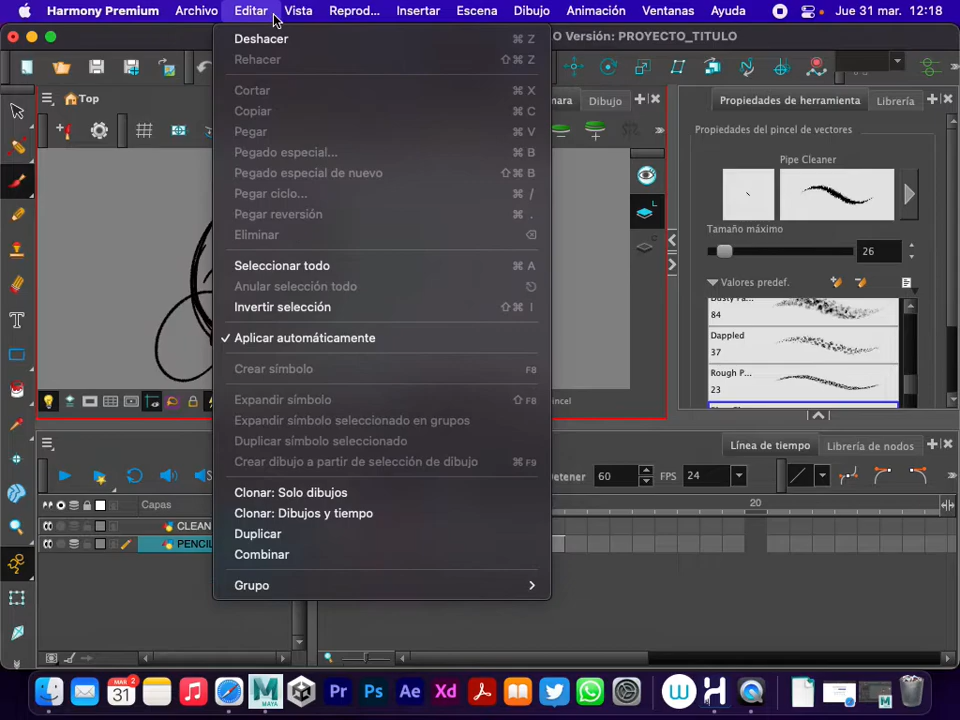 Harmony Premium Archivo Editar Vista Reprod... Insertar Escena Dibujo Animación Ventanas Ayuda Jue 31 mar. 12:18
O Versión: PROYECTO_TITULO
Top
mara Dibujo
Propiedades de herramienta Librería
Propiedades del pincel de vectores
Pipe Cleaner
Tamaño máximo
26
Valores predef.
84
Dappled
37
Rough P...
23
Deshacer ⌘ Z
Rehacer ⇧⌘ Z
Cortar ⌘ X
Copiar ⌘ C
Pegar ⌘ V
Pegado especial... ⌘ B
Pegado especial de nuevo ⇧⌘ B
Pegar ciclo... ⌘ /
Pegar reversión ⌘ .
Eliminar ⌫
Seleccionar todo ⌘ A
Anular selección todo
Invertir selección ⇧⌘ I
✓ Aplicar automáticamente
Crear símbolo F8
Expandir símbolo ⇧ F8
Expandir símbolo seleccionado en grupos
Duplicar símbolo seleccionado
Crear dibujo a partir de selección de dibujo ⌘ F9
Clonar: Solo dibujos
Clonar: Dibujos y tiempo
Duplicar
Combinar
Grupo
ncel
Línea de tiempo Librería de nodos
Detener 60 FPS 24
Capas
20
CLEAN
PENCIL
MAYA
31
Pr Ps Ae Xd